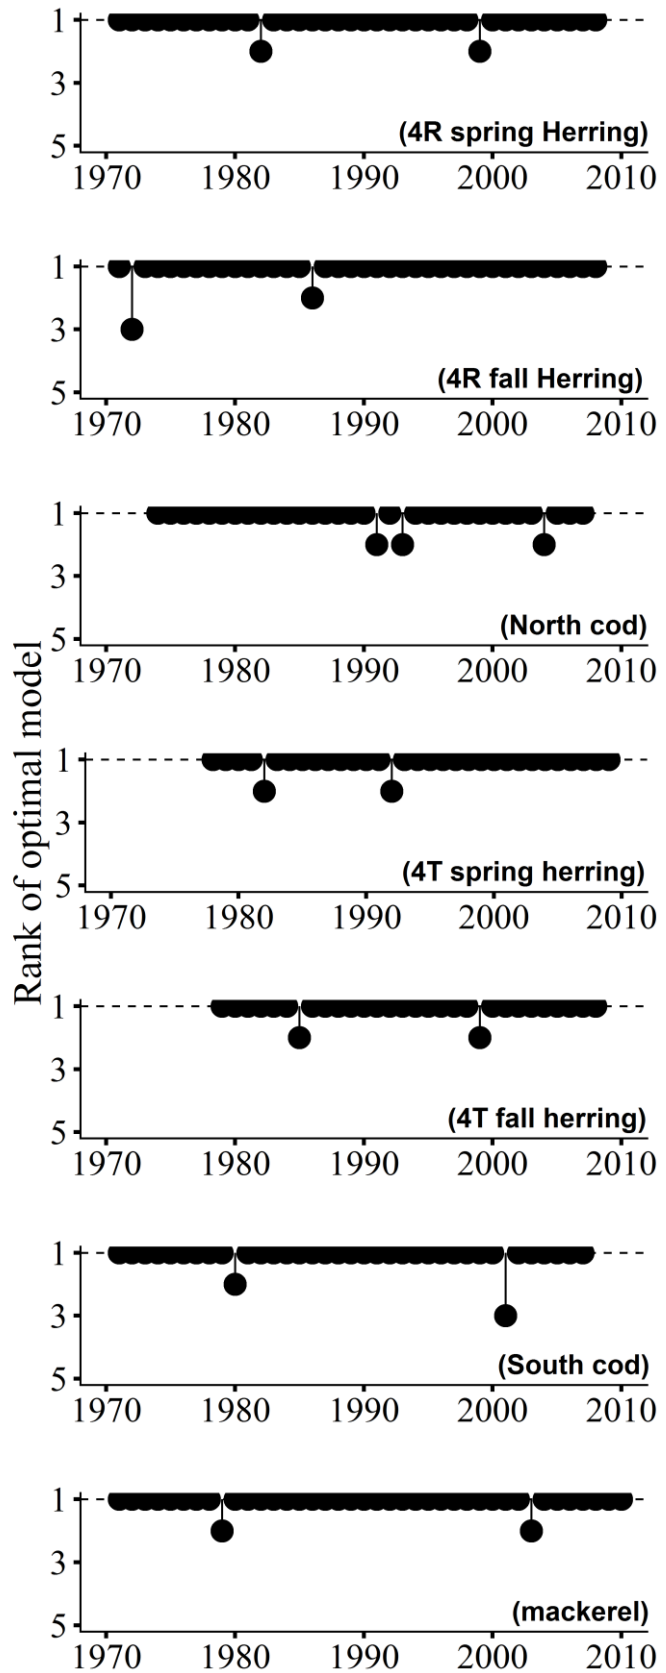 Rank of optimal model
1
3
5
(4R spring Herring)
1970 1980 1990 2000 2010
1
3
5
(4R fall Herring)
1970 1980 1990 2000 2010
1
3
5
(North cod)
1970 1980 1990 2000 2010
1
3
5
(4T spring herring)
1970 1980 1990 2000 2010
1
3
5
(4T fall herring)
1970 1980 1990 2000 2010
1
3
5
(South cod)
1970 1980 1990 2000 2010
1
3
5
(mackerel)
1970 1980 1990 2000 2010